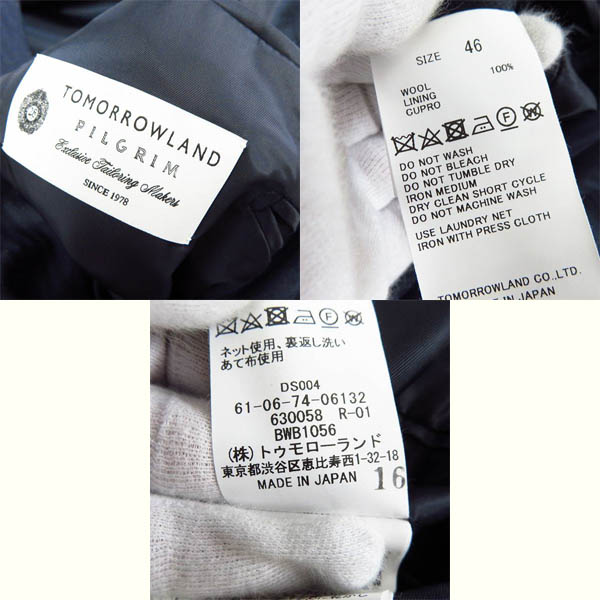 TOMORROWLAND
PILGRIM
Exclusive Tailoring Makers
SINCE 1978
SIZE 46
WOOL 100%
LINING
CUPRO
DO NOT WASH
DO NOT BLEACH
DO NOT TUMBLE DRY
IRON MEDIUM
DRY CLEAN SHORT CYCLE
DO NOT MACHINE WASH
USE LAUNDRY NET
IRON WITH PRESS CLOTH
TOMORROWLAND CO.,LTD.
MADE IN JAPAN
ネット使用、裏返し洗い
あて布使用
DS004
61-06-74-06132
630058 R-01
BWB1056
(株)トゥモローランド
東京都渋谷区恵比寿西1-32-18
MADE IN JAPAN 16